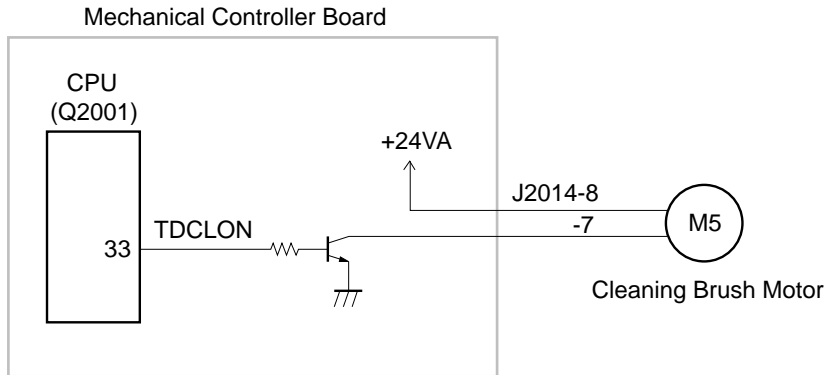 Mechanical Controller Board
CPU
(Q2001)
+24VA
J2014-8
TDCLON
-7
M5
33
Cleaning Brush Motor